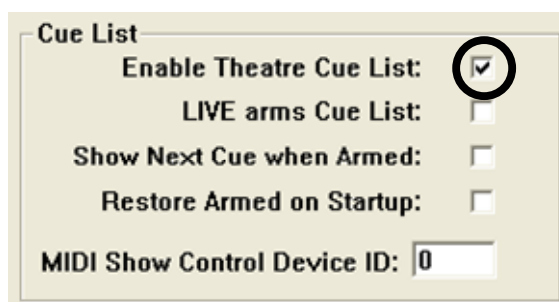 Cue List
Enable Theatre Cue List:
LIVE arms Cue List:
Show Next Cue when Armed:
Restore Armed on Startup:
MIDI Show Control Device ID: 0